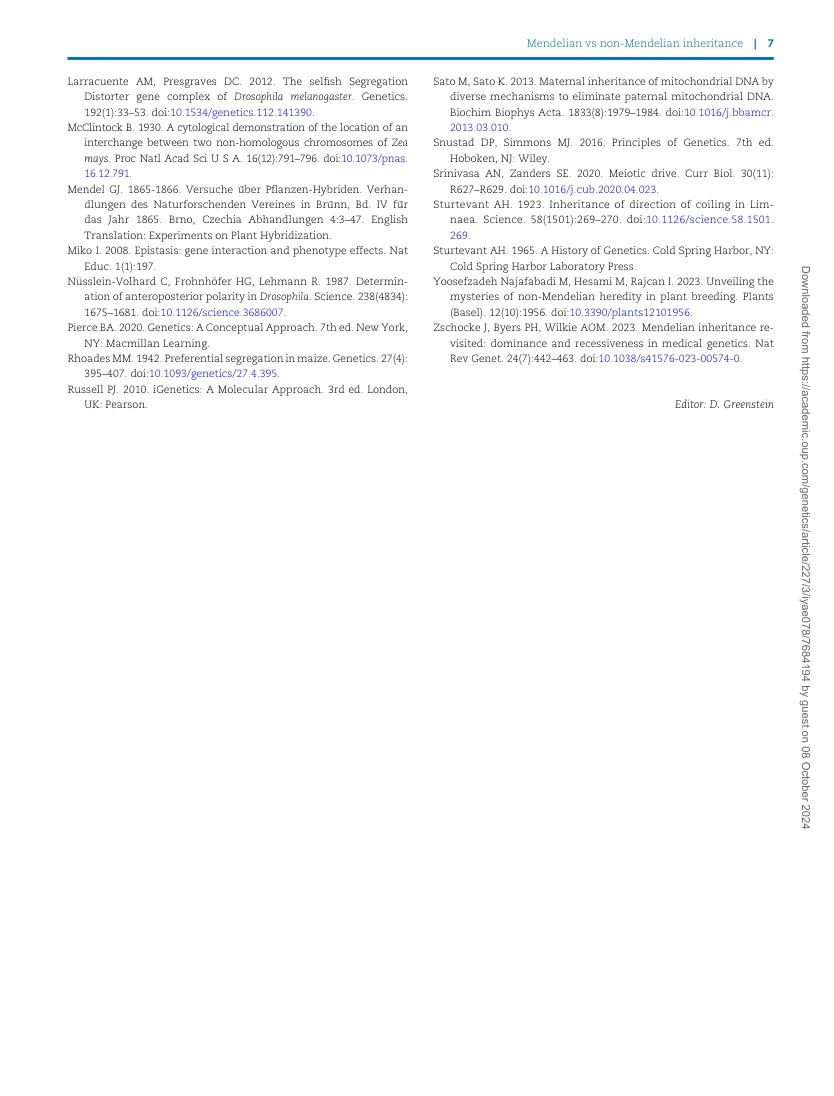 Mendelian vs non-Mendelian inheritance | 7
Larracuente AM, Presgraves DC. 2012. The selfish Segregation
Distorter gene complex of Drosophila melanogaster. Genetics.
192(1):33–53. doi:10.1534/genetics.112.141390.
McClintock B. 1930. A cytological demonstration of the location of an
interchange between two non-homologous chromosomes of Zea
mays. Proc Natl Acad Sci U S A. 16(12):791–796. doi:10.1073/pnas.
16.12.791.
Mendel GJ. 1865-1866. Versuche über Pflanzen-Hybriden. Verhan-
dlungen des Naturforschenden Vereines in Brünn, Bd. IV für
das Jahr 1865. Brno, Czechia Abhandlungen 4:3–47. English
Translation: Experiments on Plant Hybridization.
Miko I. 2008. Epistasis: gene interaction and phenotype effects. Nat
Educ. 1(1):197.
Nüsslein-Volhard C, Frohnhöfer HG, Lehmann R. 1987. Determin-
ation of anteroposterior polarity in Drosophila. Science. 238(4834):
1675–1681. doi:10.1126/science.3686007.
Pierce BA. 2020. Genetics: A Conceptual Approach. 7th ed. New York,
NY: Macmillan Learning.
Rhoades MM. 1942. Preferential segregation in maize. Genetics. 27(4):
395–407. doi:10.1093/genetics/27.4.395.
Russell PJ. 2010. iGenetics: A Molecular Approach. 3rd ed. London,
UK: Pearson.
Sato M, Sato K. 2013. Maternal inheritance of mitochondrial DNA by
diverse mechanisms to eliminate paternal mitochondrial DNA.
Biochim Biophys Acta. 1833(8):1979–1984. doi:10.1016/j.bbamcr.
2013.03.010.
Snustad DP, Simmons MJ. 2016. Principles of Genetics. 7th ed.
Hoboken, NJ: Wiley.
Srinivasa AN, Zanders SE. 2020. Meiotic drive. Curr Biol. 30(11):
R627–R629. doi:10.1016/j.cub.2020.04.023.
Sturtevant AH. 1923. Inheritance of direction of coiling in Lim-
naea. Science. 58(1501):269–270. doi:10.1126/science.58.1501.
269.
Sturtevant AH. 1965. A History of Genetics. Cold Spring Harbor, NY:
Cold Spring Harbor Laboratory Press.
Yoosefzadeh Najafabadi M, Hesami M, Rajcan I. 2023. Unveiling the
mysteries of non-Mendelian heredity in plant breeding. Plants
(Basel). 12(10):1956. doi:10.3390/plants12101956.
Zschocke J, Byers PH, Wilkie AOM. 2023. Mendelian inheritance re-
visited: dominance and recessiveness in medical genetics. Nat
Rev Genet. 24(7):442–463. doi:10.1038/s41576-023-00574-0.
Editor: D. Greenstein
Downloaded from https://academic.oup.com/genetics/article/227/3/iyae078/7684194 by guest on 08 October 2024